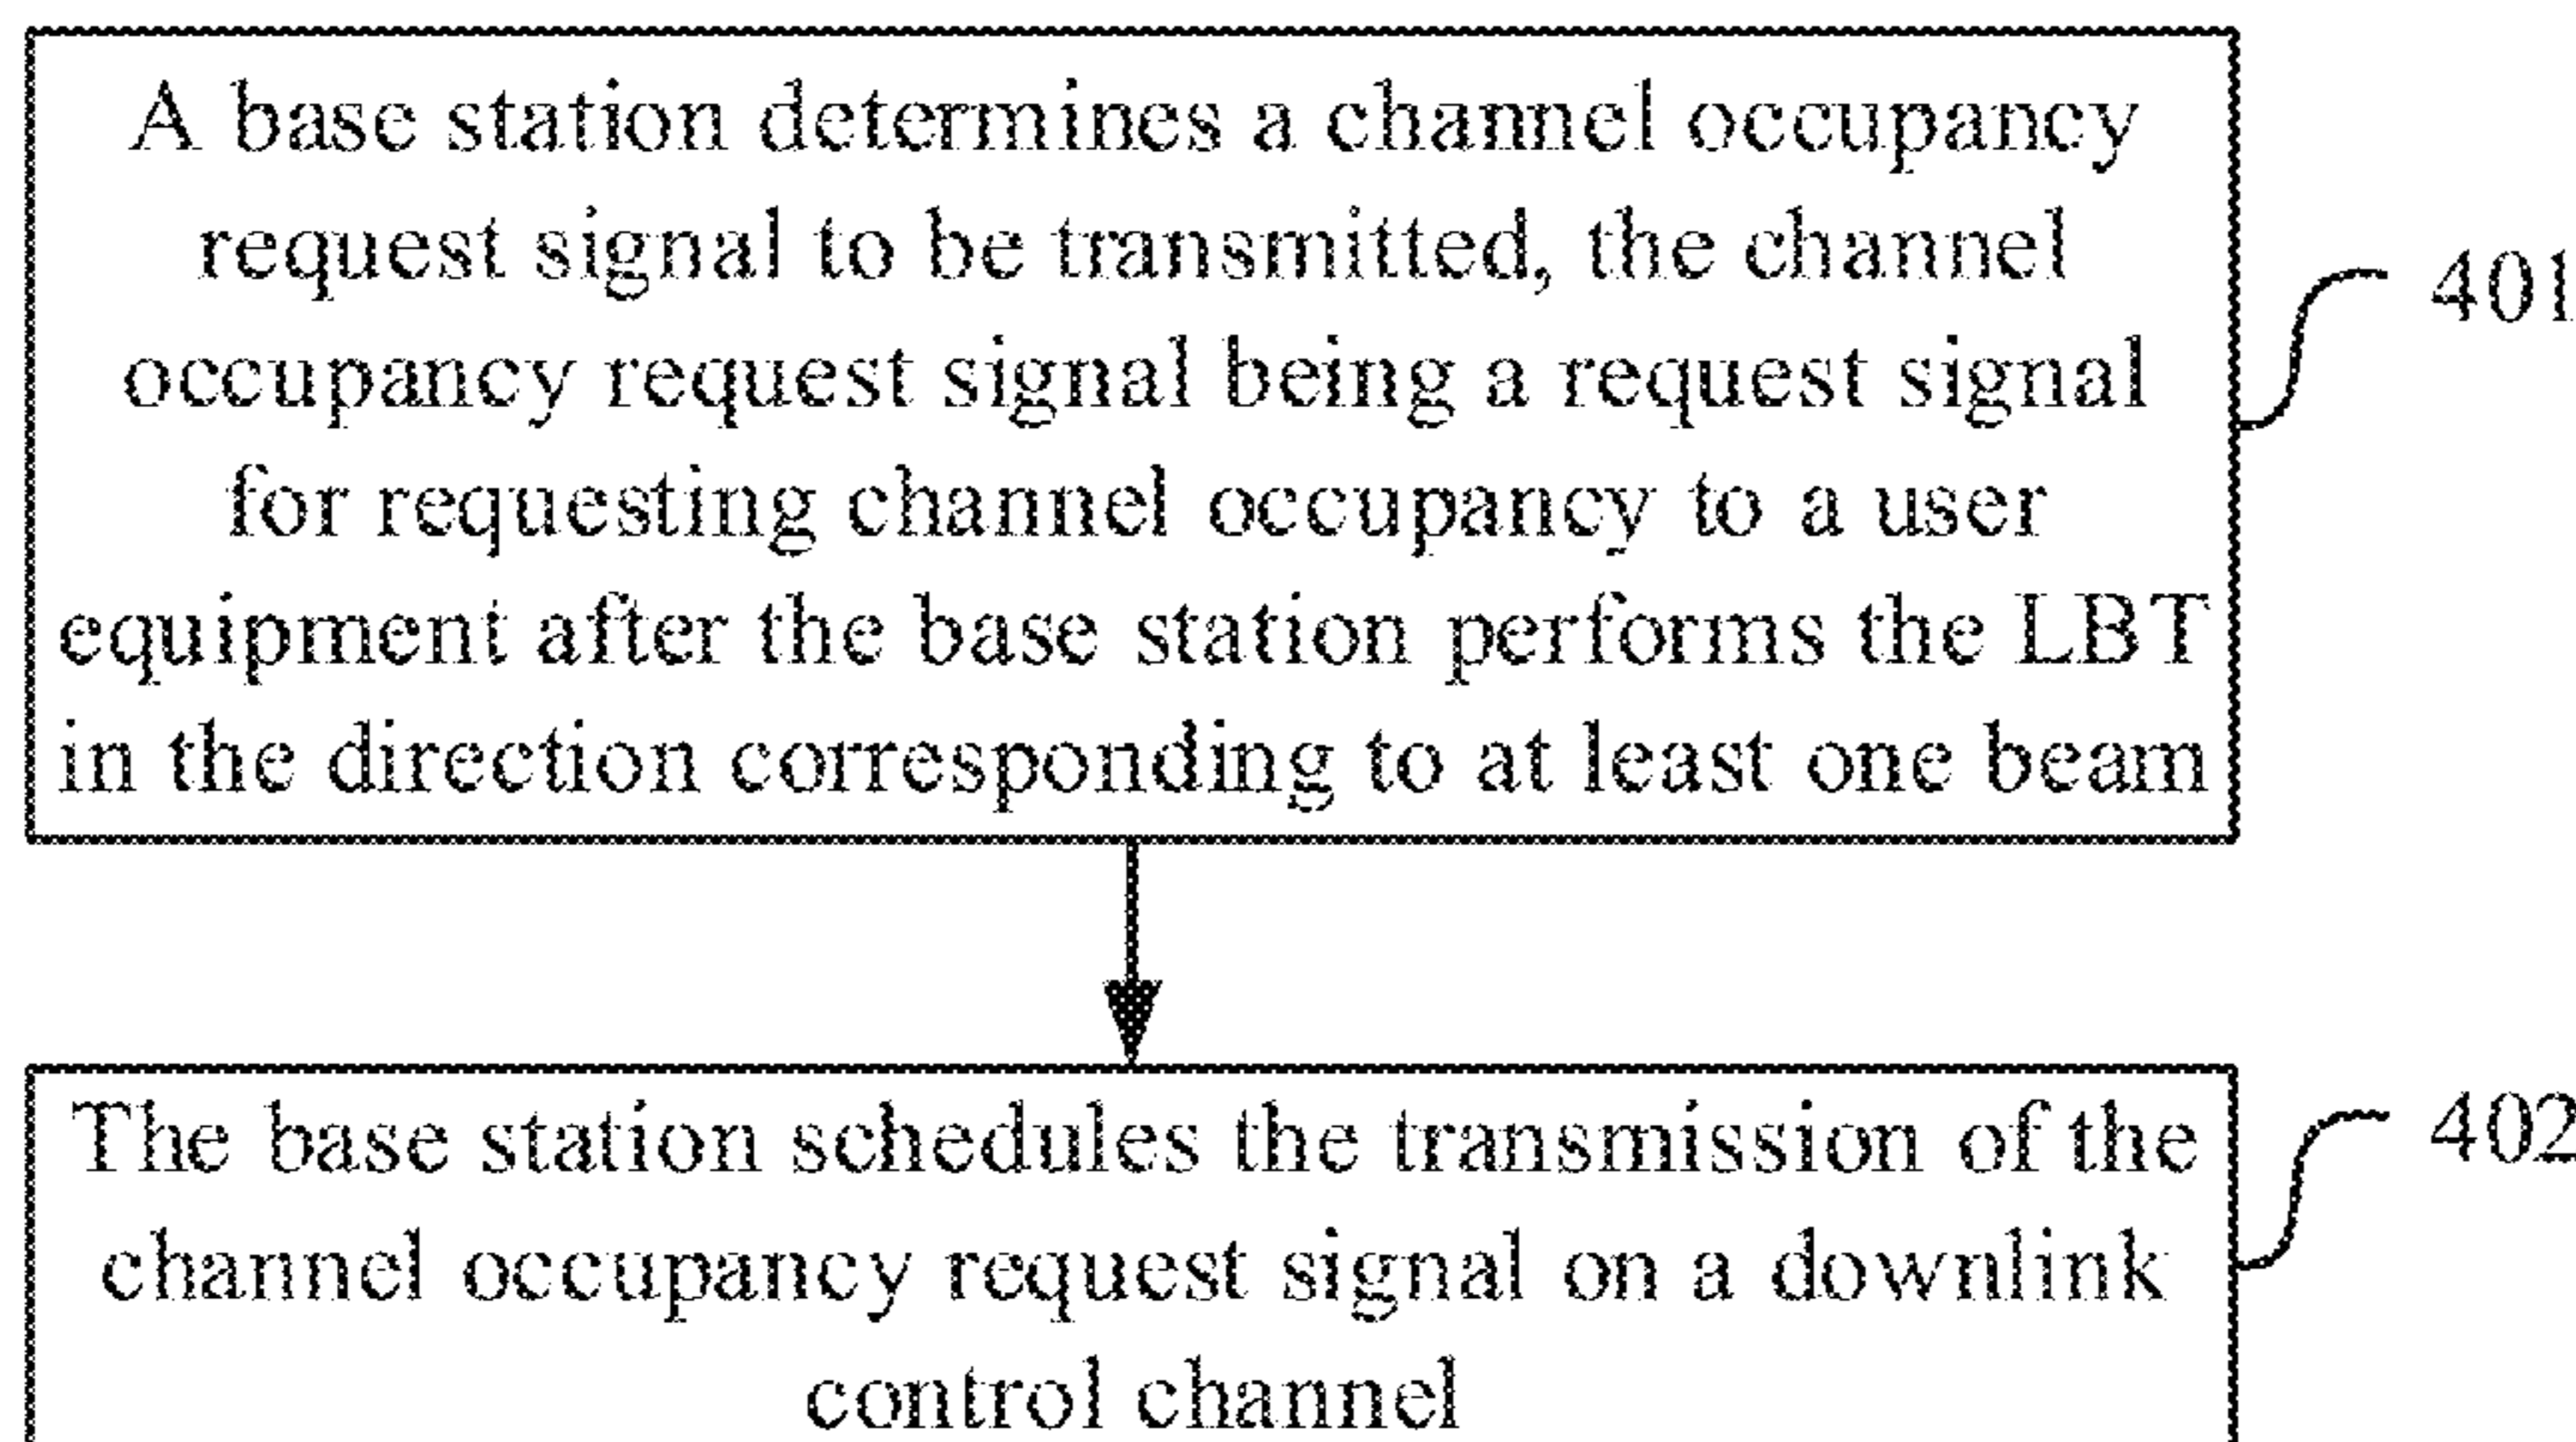 A base station determines a channel occupancy
request signal to be transmitted, the channel
occupancy request signal being a request signal
for requesting channel occupancy to a user
equipment after the base station performs the LBT
in the direction corresponding to at least one beam
401
The base station schedules the transmission of the
channel occupancy request signal on a downlink
control channel
402